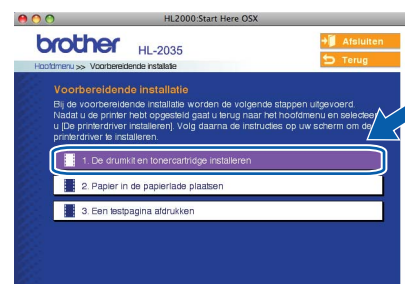 HL2000:Start Here OSX
brother HL-2035
Afsluiten
Hoofdmenu >> Voorbereidende installatie
Terug
Voorbereidende installatie
Bij de voorbereidende installatie worden de volgende stappen uitgevoerd.
Nadat u de printer hebt opgesteld gaat u terug naar het hoofdmenu en selecteert
u [De printerdriver installeren]. Volg daarna de instructies op uw scherm om de
printerdriver te installeren.
1. De drumkit en tonercartridge installeren
2. Papier in de papierlade plaatsen
3. Een testpagina afdrukken